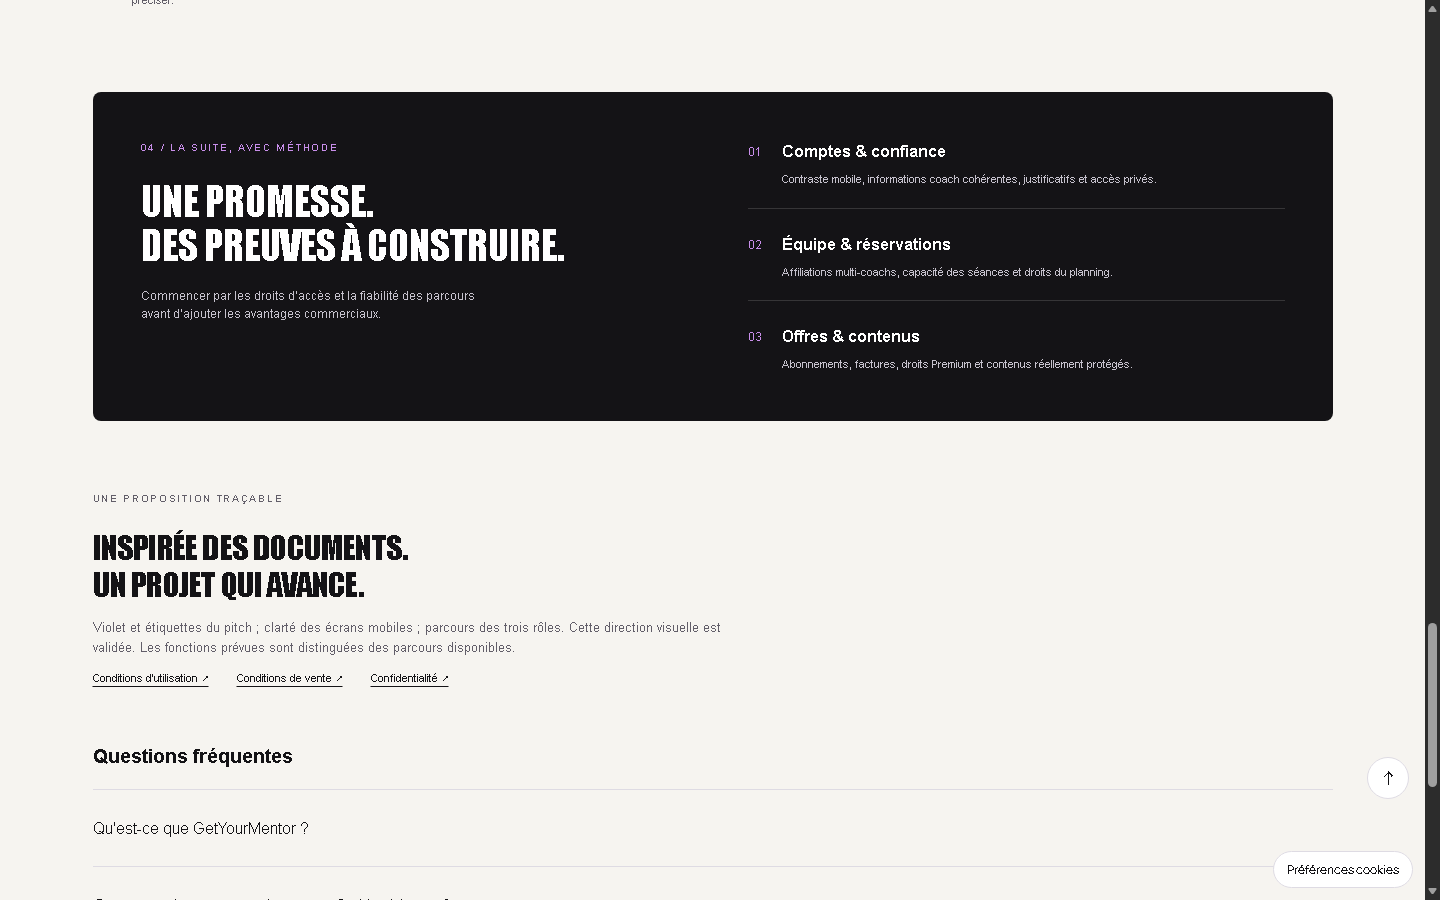 préciser.
04 / LA SUITE, AVEC MÉTHODE
UNE PROMESSE.
DES PREUVES À CONSTRUIRE.
Commencer par les droits d'accès et la fiabilité des parcours
avant d'ajouter les avantages commerciaux.
01 Comptes & confiance
Contraste mobile, informations coach cohérentes, justificatifs et accès privés.
02 Équipe & réservations
Affiliations multi-coachs, capacité des séances et droits du planning.
03 Offres & contenus
Abonnements, factures, droits Premium et contenus réellement protégés.
UNE PROPOSITION TRAÇABLE
INSPIRÉE DES DOCUMENTS.
UN PROJET QUI AVANCE.
Violet et étiquettes du pitch ; clarté des écrans mobiles ; parcours des trois rôles. Cette direction visuelle est
validée. Les fonctions prévues sont distinguées des parcours disponibles.
Conditions d'utilisation ↗ Conditions de vente ↗ Confidentialité ↗
Questions fréquentes
Qu'est-ce que GetYourMentor ?
Préférences cookies